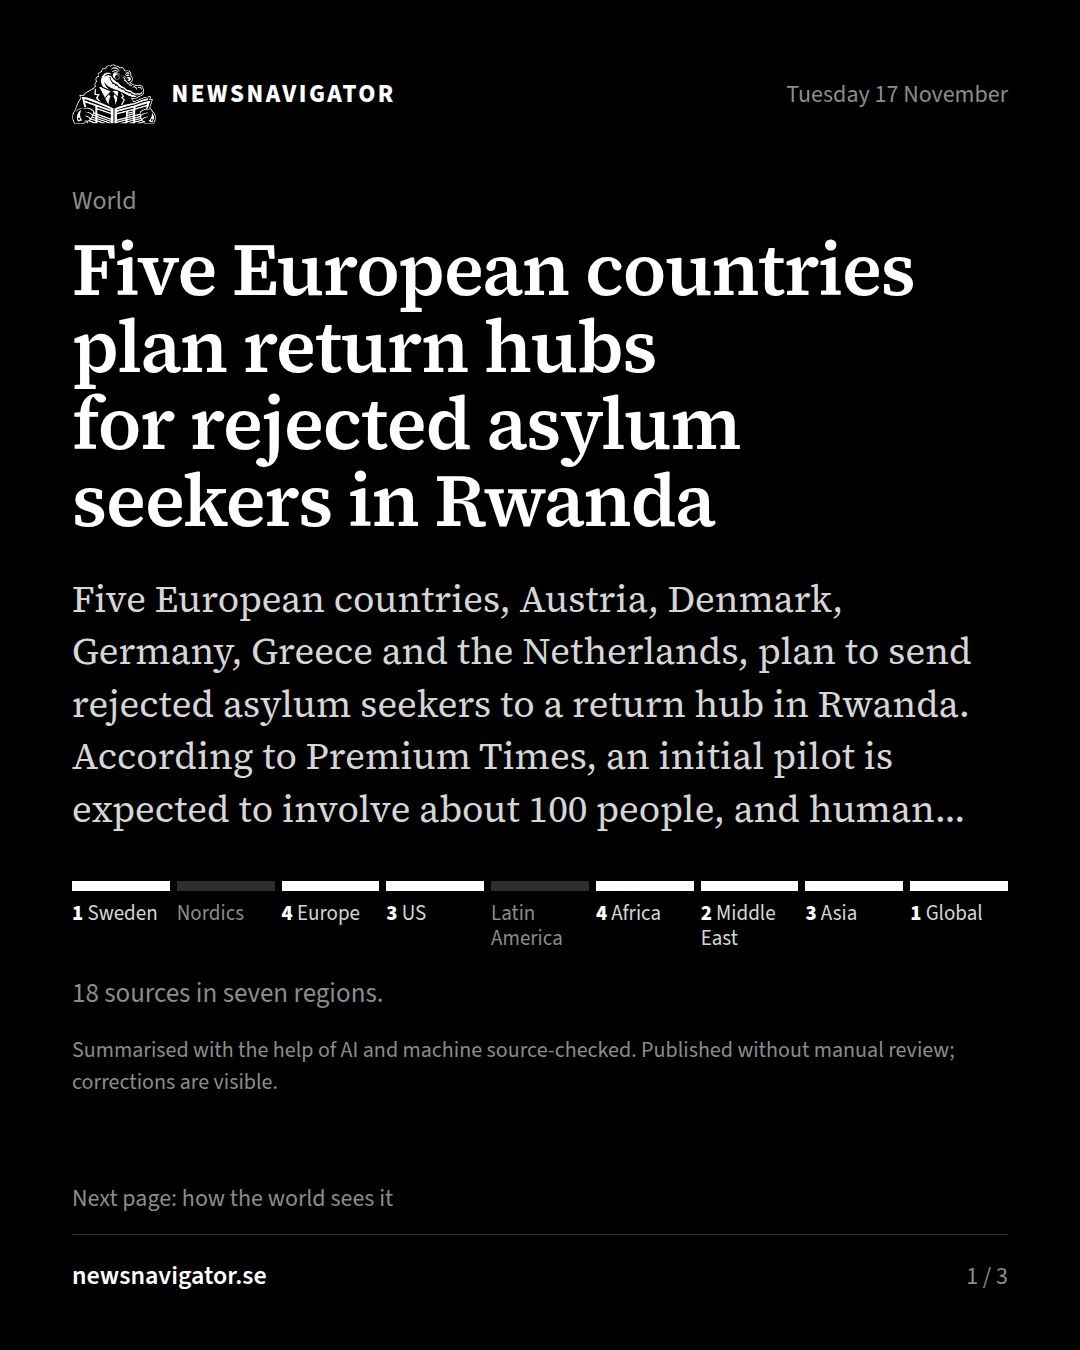 NEWSNAVIGATOR
Tuesday 17 November
World
Five European countries
plan return hubs
for rejected asylum
seekers in Rwanda
Five European countries, Austria, Denmark,
Germany, Greece and the Netherlands, plan to send
rejected asylum seekers to a return hub in Rwanda.
According to Premium Times, an initial pilot is
expected to involve about 100 people, and human...
1 Sweden
Nordics
4 Europe
3 US
Latin
America
4 Africa
2 Middle
East
3 Asia
1 Global
18 sources in seven regions.
Summarised with the help of AI and machine source-checked. Published without manual review;
corrections are visible.
Next page: how the world sees it
newsnavigator.se
1 / 3